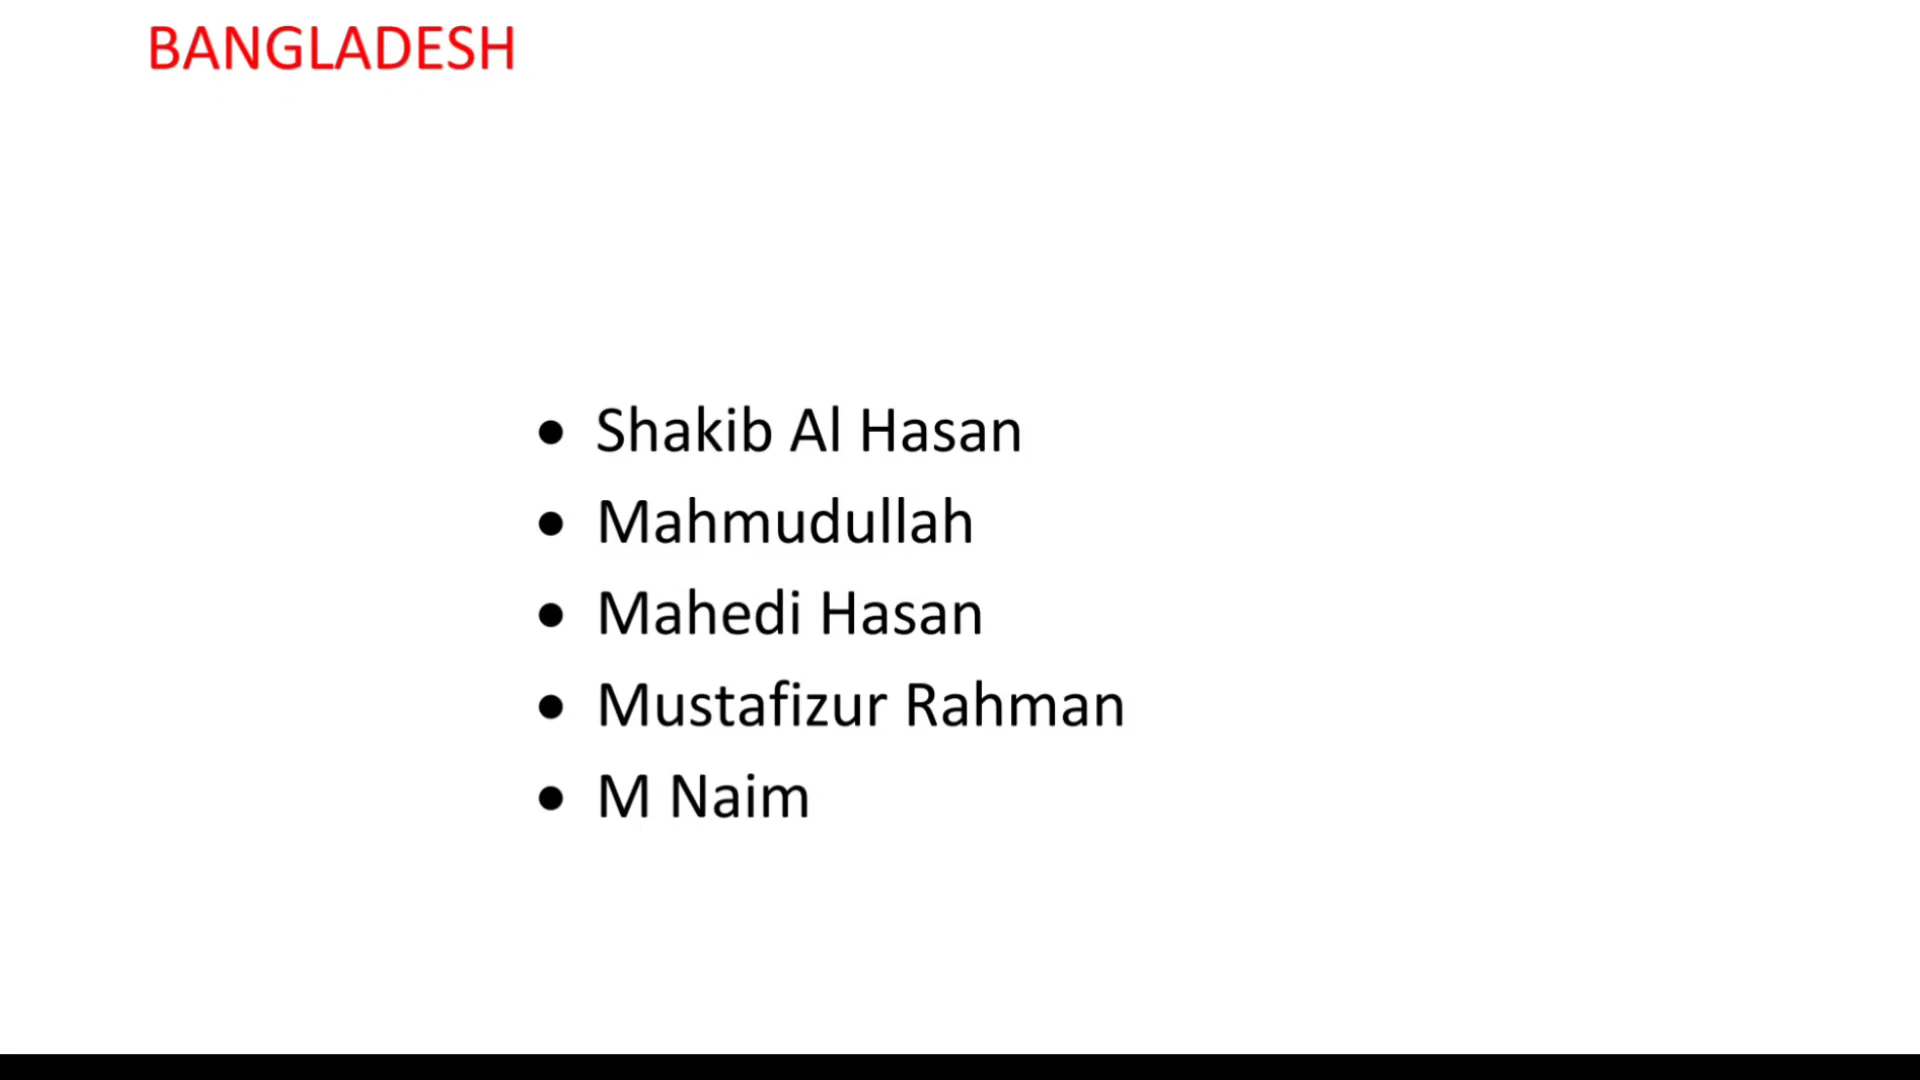 BANGLADESH
• Shakib Al Hasan
• Mahmudullah
• Mahedi Hasan
• Mustafizur Rahman
• M Naim